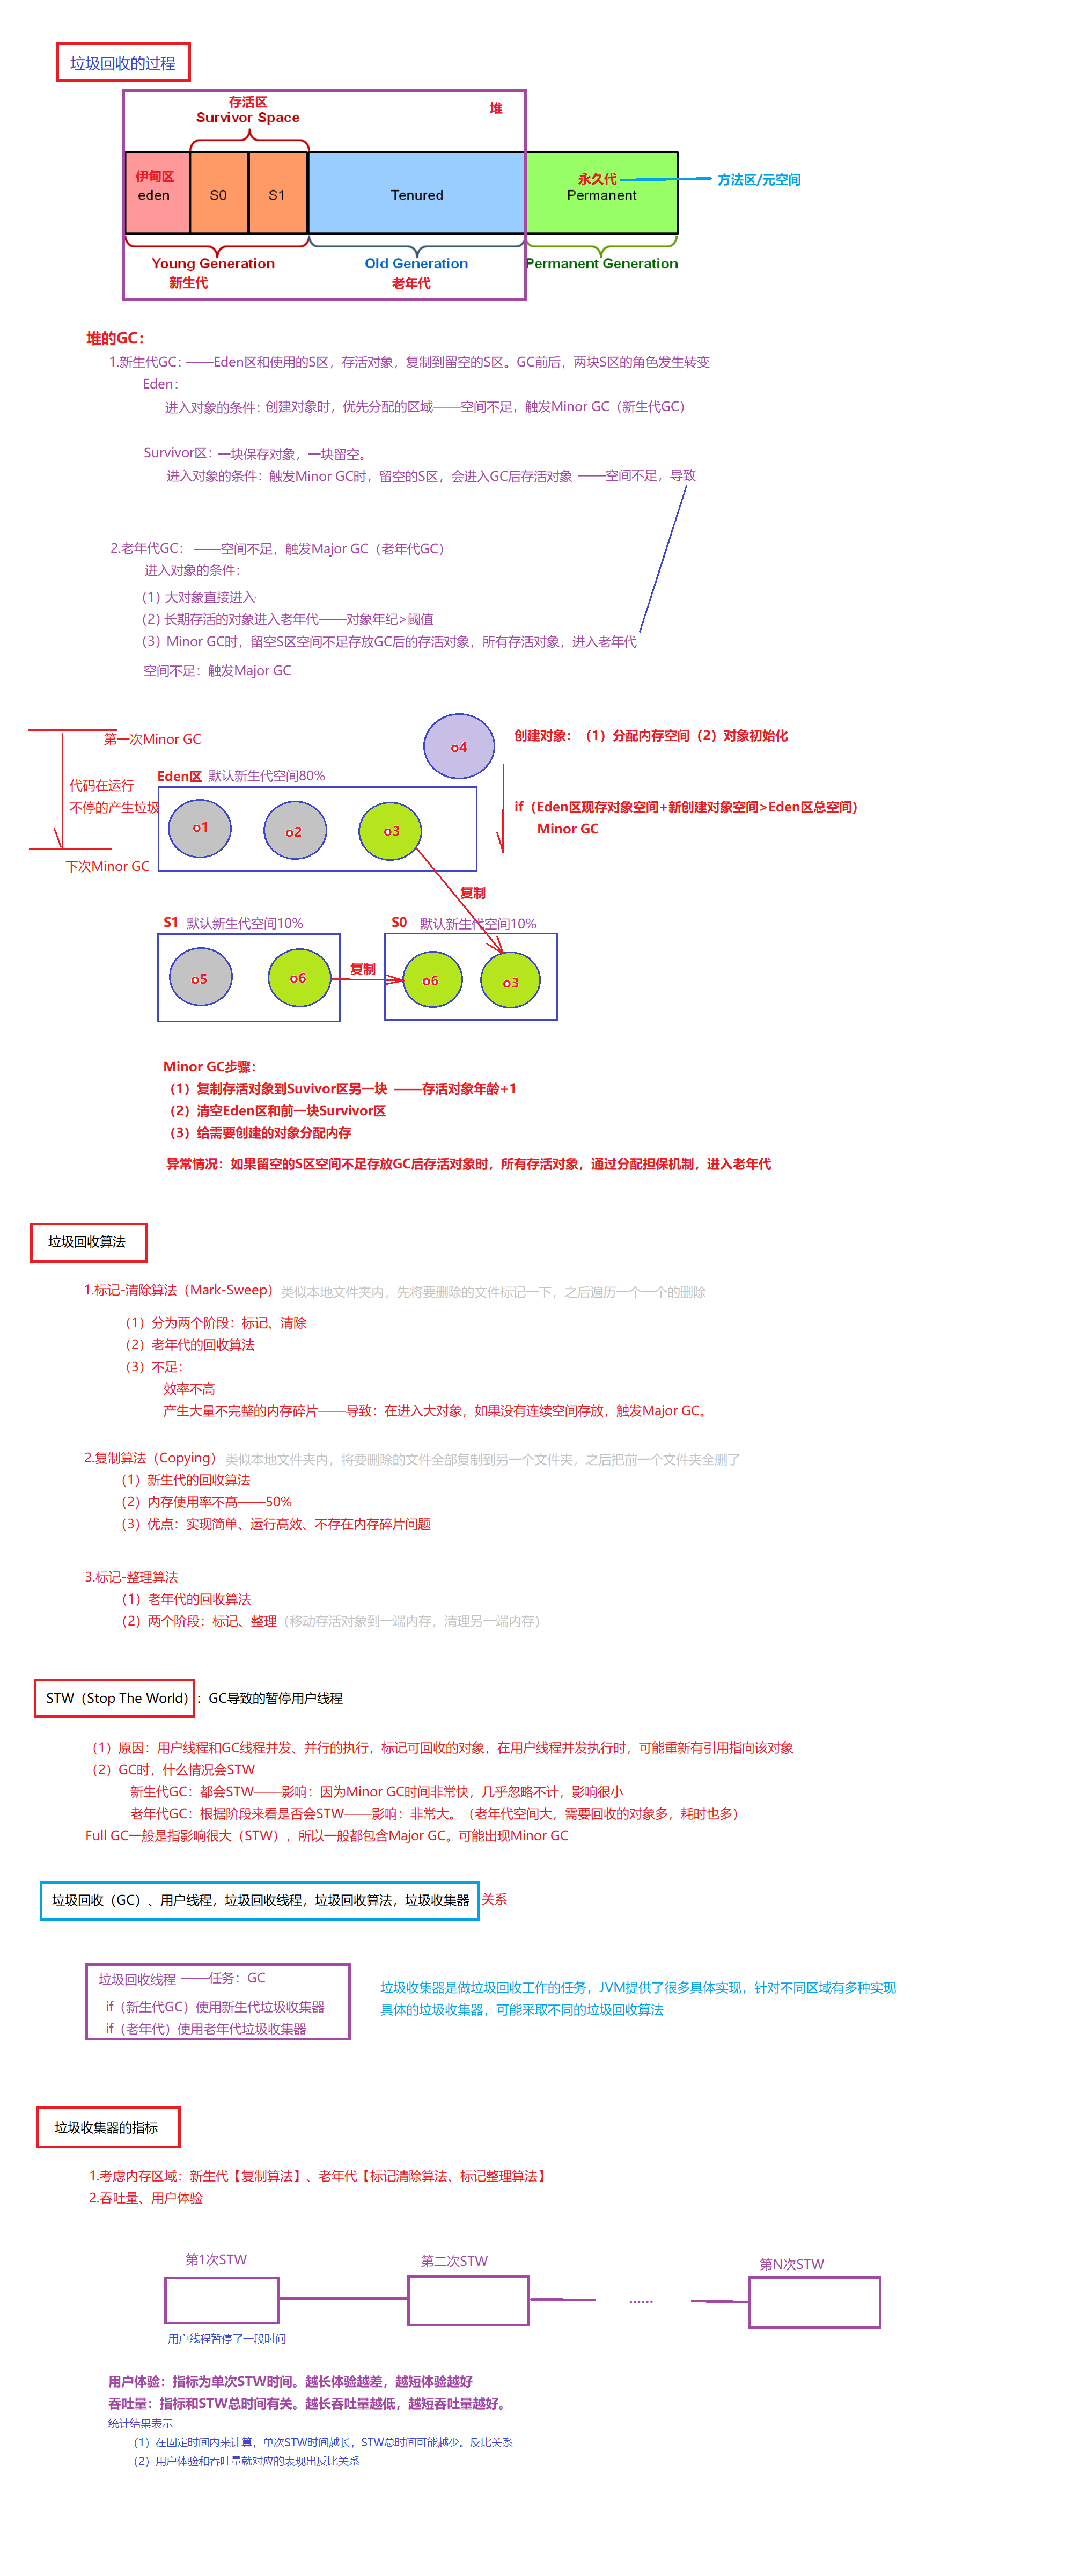 垃圾回收的过程
存活区
Survivor Space
堆
伊甸区
eden
S0
S1
Tenured
永久代
Permanent
方法区/元空间
Young Generation
新生代
Old Generation
老年代
Permanent Generation
堆的GC：
1.新生代GC：——Eden区和使用的S区，存活对象，复制到留空的S区。GC前后，两块S区的角色发生转变
Eden：
进入对象的条件：创建对象时，优先分配的区域——空间不足，触发Minor GC（新生代GC）
Survivor区：一块保存对象，一块留空。
进入对象的条件：触发Minor GC时，留空的S区，会进入GC后存活对象 ——空间不足，导致
2.老年代GC： ——空间不足，触发Major GC（老年代GC）
进入对象的条件：
（1）大对象直接进入
（2）长期存活的对象进入老年代——对象年纪>阈值
（3）Minor GC时，留空S区空间不足存放GC后的存活对象，所有存活对象，进入老年代
空间不足：触发Major GC
第一次Minor GC
代码在运行
不停的产生垃圾
下次Minor GC
o4
创建对象：（1）分配内存空间（2）对象初始化
Eden区 默认新生代空间80%
o1
o2
o3
if（Eden区现存对象空间+新创建对象空间>Eden区总空间）
Minor GC
复制
S1 默认新生代空间10%
S0 默认新生代空间10%
o5
o6
复制
o6
o3
Minor GC步骤：
（1）复制存活对象到Suvivor区另一块 ——存活对象年龄+1
（2）清空Eden区和前一块Survivor区
（3）给需要创建的对象分配内存
异常情况：如果留空的S区空间不足存放GC后存活对象时，所有存活对象，通过分配担保机制，进入老年代
垃圾回收算法
1.标记-清除算法（Mark-Sweep）类似本地文件夹内，先将要删除的文件标记一下，之后遍历一个一个的删除
（1）分为两个阶段：标记、清除
（2）老年代的回收算法
（3）不足：
效率不高
产生大量不完整的内存碎片——导致：在进入大对象，如果没有连续空间存放，触发Major GC。
2.复制算法（Copying）类似本地文件夹内，将要删除的文件全部复制到另一个文件夹，之后把前一个文件夹全删了
（1）新生代的回收算法
（2）内存使用率不高——50%
（3）优点：实现简单、运行高效、不存在内存碎片问题
3.标记-整理算法
（1）老年代的回收算法
（2）两个阶段：标记、整理（移动存活对象到一端内存，清理另一端内存）
STW（Stop The World）：GC导致的暂停用户线程
（1）原因：用户线程和GC线程并发、并行的执行，标记可回收的对象，在用户线程并发执行时，可能重新有引用指向该对象
（2）GC时，什么情况会STW
新生代GC：都会STW——影响：因为Minor GC时间非常快，几乎忽略不计，影响很小
老年代GC：根据阶段来看是否会STW——影响：非常大。（老年代空间大，需要回收的对象多，耗时也多）
Full GC一般是指影响很大（STW），所以一般都包含Major GC。可能出现Minor GC
垃圾回收（GC）、用户线程，垃圾回收线程，垃圾回收算法，垃圾收集器 关系
垃圾回收线程 ——任务：GC
if（新生代GC）使用新生代垃圾收集器
if（老年代）使用老年代垃圾收集器
垃圾收集器是做垃圾回收工作的任务，JVM提供了很多具体实现，针对不同区域有多种实现
具体的垃圾收集器，可能采取不同的垃圾回收算法
垃圾收集器的指标
1.考虑内存区域：新生代【复制算法】、老年代【标记清除算法、标记整理算法】
2.吞吐量、用户体验
第1次STW
第二次STW
第N次STW
......
用户线程暂停了一段时间
用户体验：指标为单次STW时间。越长体验越差，越短体验越好
吞吐量：指标和STW总时间有关。越长吞吐量越低，越短吞吐量越好。
统计结果表示
（1）在固定时间内来计算，单次STW时间越长，STW总时间可能越少。反比关系
（2）用户体验和吞吐量就对应的表现出反比关系